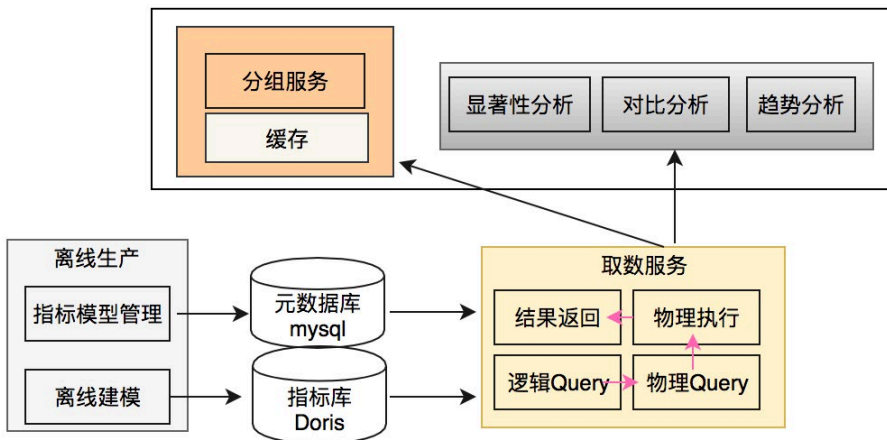 分组服务
缓存
显著性分析
对比分析
趋势分析
离线生产
指标模型管理
离线建模
元数据库
mysql
指标库
Doris
取数服务
结果返回
物理执行
逻辑Query
物理Query